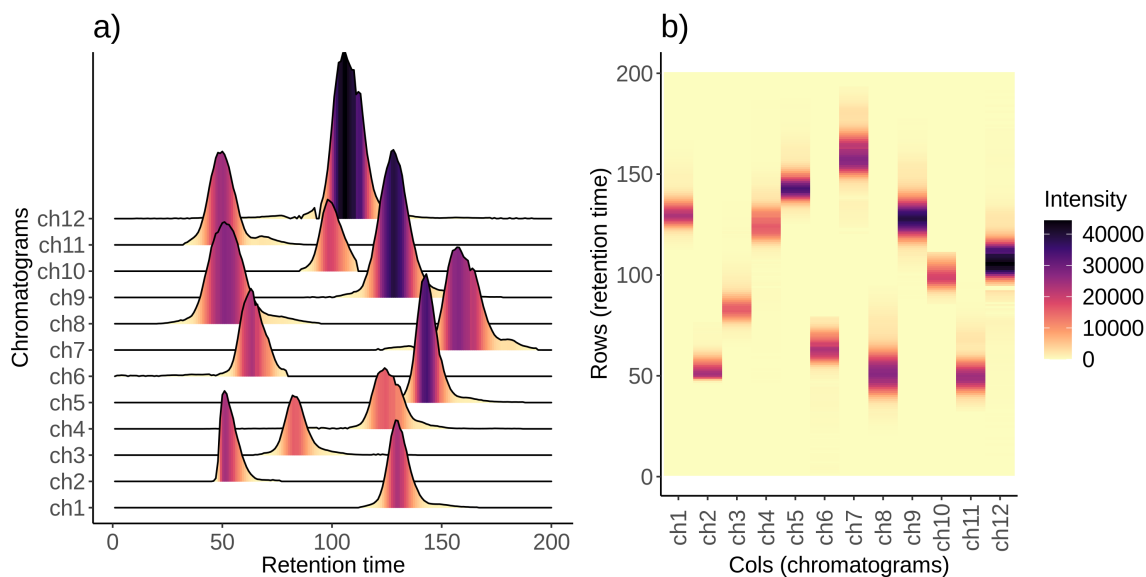 a)
Chromatograms
ch12
ch11
ch10
ch9
ch8
ch7
ch6
ch5
ch4
ch3
ch2
ch1
0 50 100 150 200
Retention time
b)
Rows (retention time)
200
150
100
50
0
ch1 ch2 ch3 ch4 ch5 ch6 ch7 ch8 ch9 ch10 ch11 ch12
Cols (chromatograms)
Intensity
40000
30000
20000
10000
0